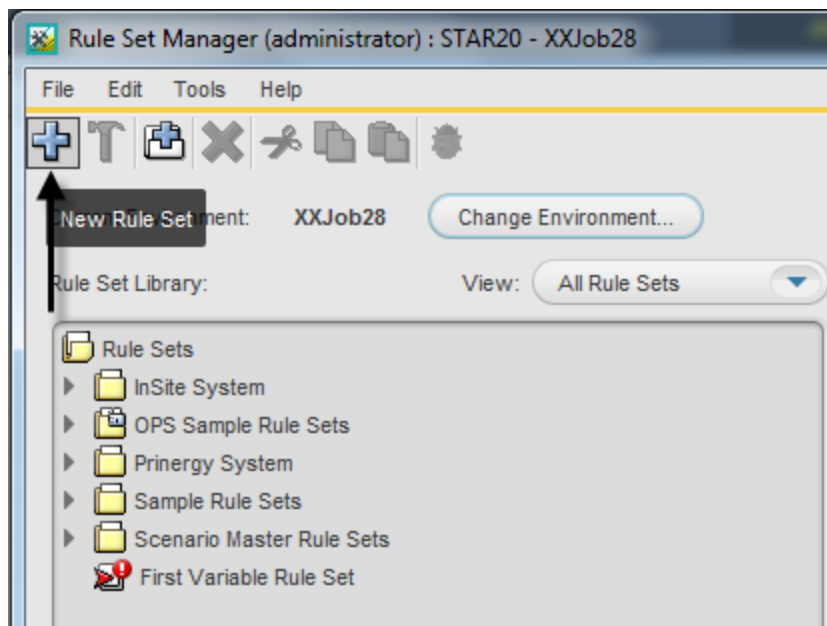 Rule Set Manager (administrator) : STAR20 - XXJob28
File Edit Tools Help
New Rule Set ment: XXJob28 Change Environment...
Rule Set Library: View: All Rule Sets
Rule Sets
InSite System
OPS Sample Rule Sets
Prinergy System
Sample Rule Sets
Scenario Master Rule Sets
First Variable Rule Set